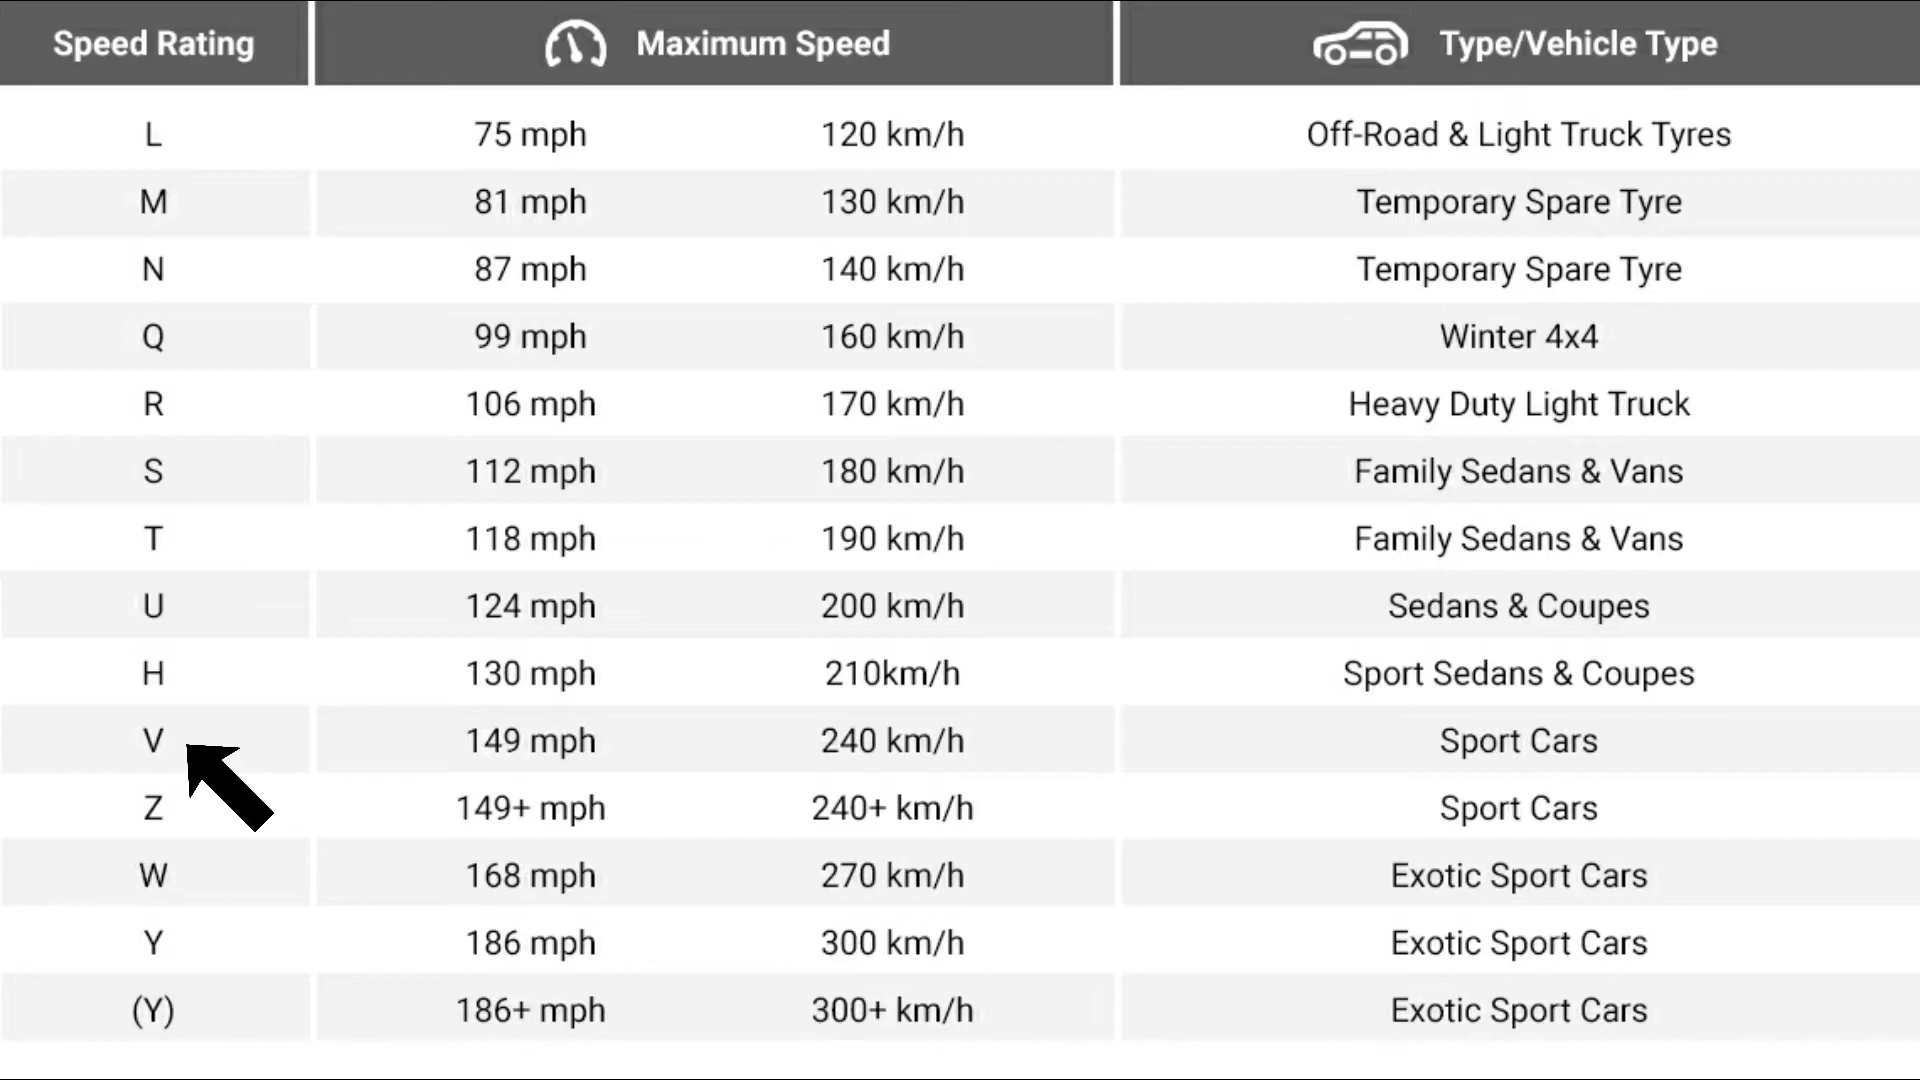 Speed Rating Maximum Speed Type/Vehicle Type
L 75 mph 120 km/h Off-Road & Light Truck Tyres
M 81 mph 130 km/h Temporary Spare Tyre
N 87 mph 140 km/h Temporary Spare Tyre
Q 99 mph 160 km/h Winter 4x4
R 106 mph 170 km/h Heavy Duty Light Truck
S 112 mph 180 km/h Family Sedans & Vans
T 118 mph 190 km/h Family Sedans & Vans
U 124 mph 200 km/h Sedans & Coupes
H 130 mph 210km/h Sport Sedans & Coupes
V 149 mph 240 km/h Sport Cars
Z 149+ mph 240+ km/h Sport Cars
W 168 mph 270 km/h Exotic Sport Cars
Y 186 mph 300 km/h Exotic Sport Cars
(Y) 186+ mph 300+ km/h Exotic Sport Cars